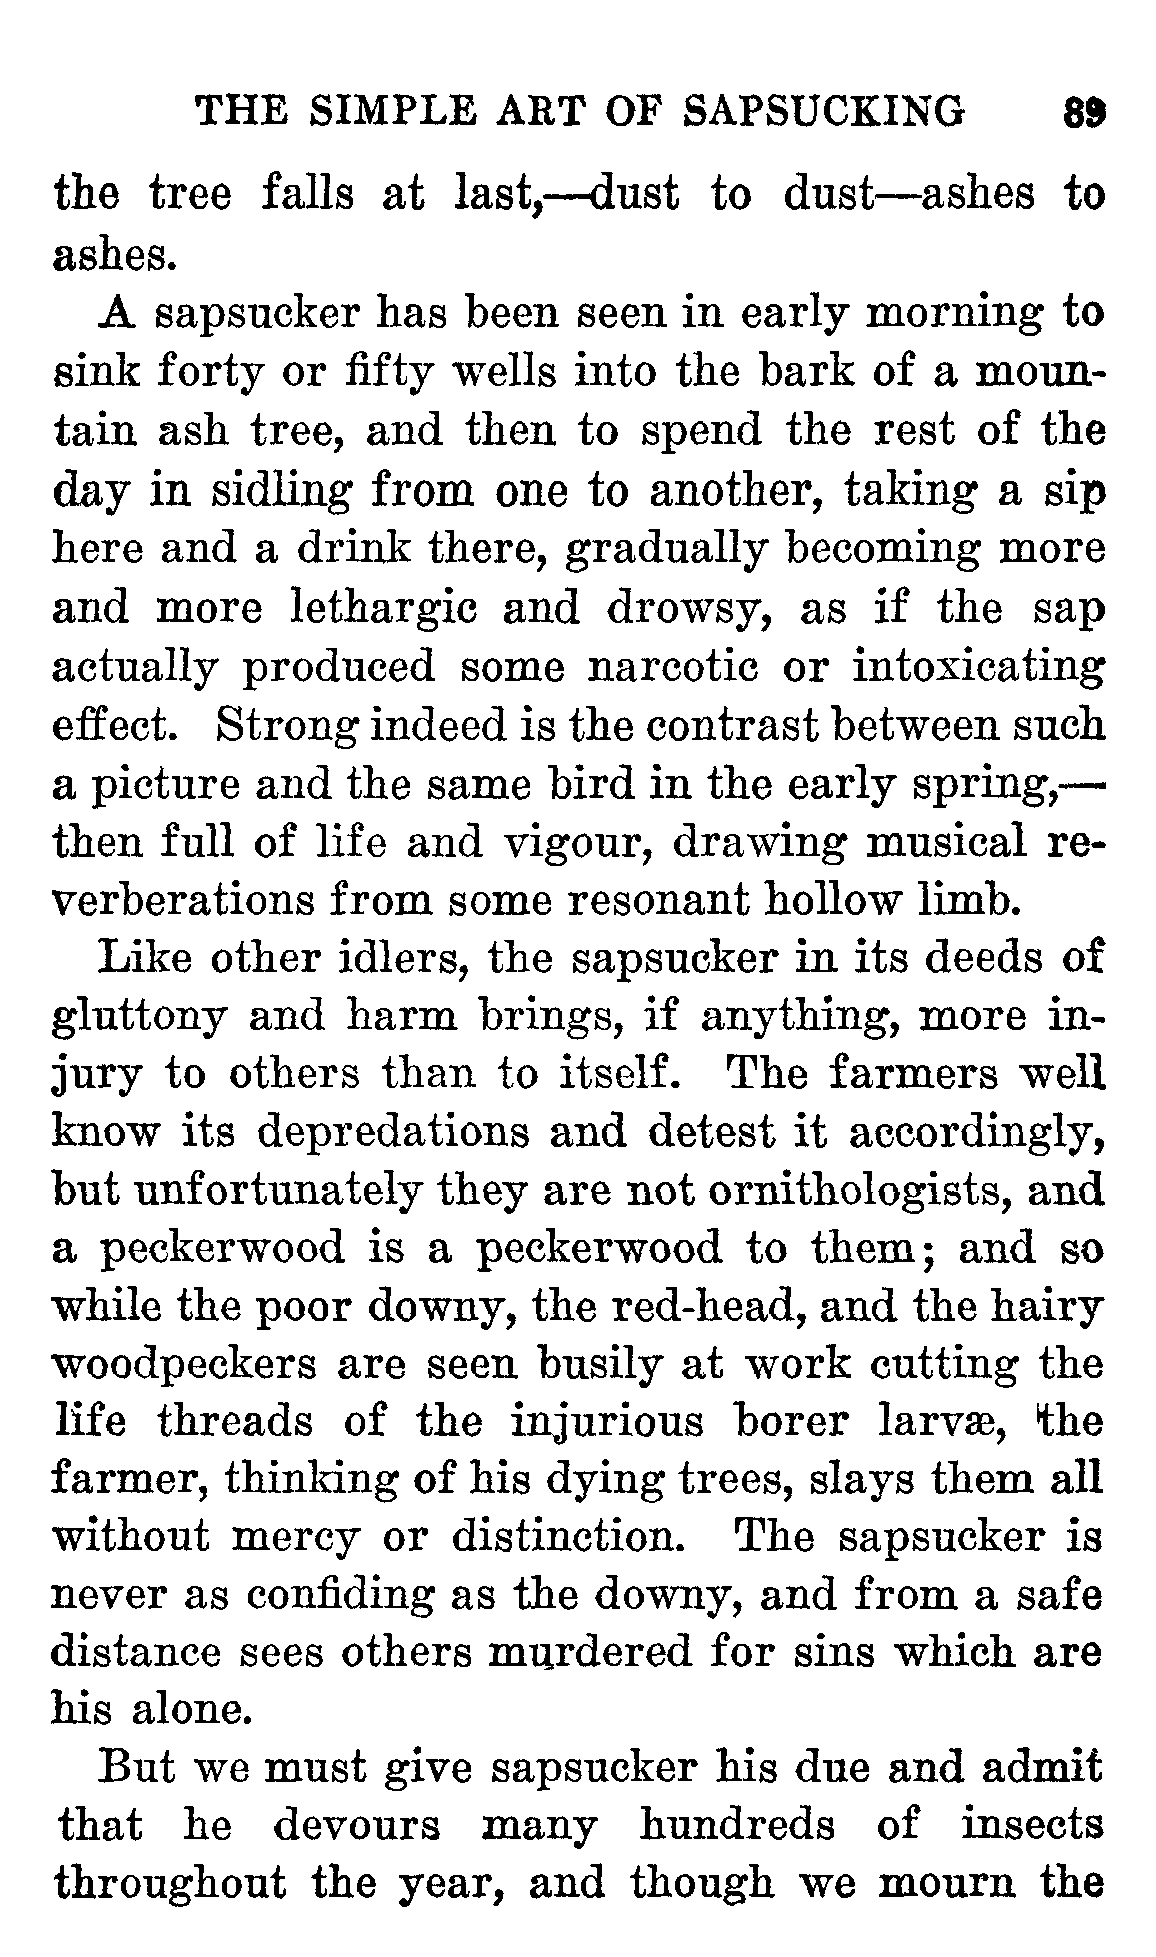 THE SIMPLE ART OF SAPSUCKING 89
the tree falls at last,—dust to dust—ashes to
ashes.
A sapsucker has been seen in early morning to
sink forty or fifty wells into the bark of a moun-
tain ash tree, and then to spend the rest of the
day in sidling from one to another, taking a sip
here and a drink there, gradually becoming more
and more lethargic and drowsy, as if the sap
actually produced some narcotic or intoxicating
effect. Strong indeed is the contrast between such
a picture and the same bird in the early spring,—
then full of life and vigour, drawing musical re-
verberations from some resonant hollow limb.
Like other idlers, the sapsucker in its deeds of
gluttony and harm brings, if anything, more in-
jury to others than to itself. The farmers well
know its depredations and detest it accordingly,
but unfortunately they are not ornithologists, and
a peckerwood is a peckerwood to them; and so
while the poor downy, the red-head, and the hairy
woodpeckers are seen busily at work cutting the
life threads of the injurious borer larvæ, the
farmer, thinking of his dying trees, slays them all
without mercy or distinction. The sapsucker is
never as confiding as the downy, and from a safe
distance sees others murdered for sins which are
his alone.
But we must give sapsucker his due and admit
that he devours many hundreds of insects
throughout the year, and though we mourn the